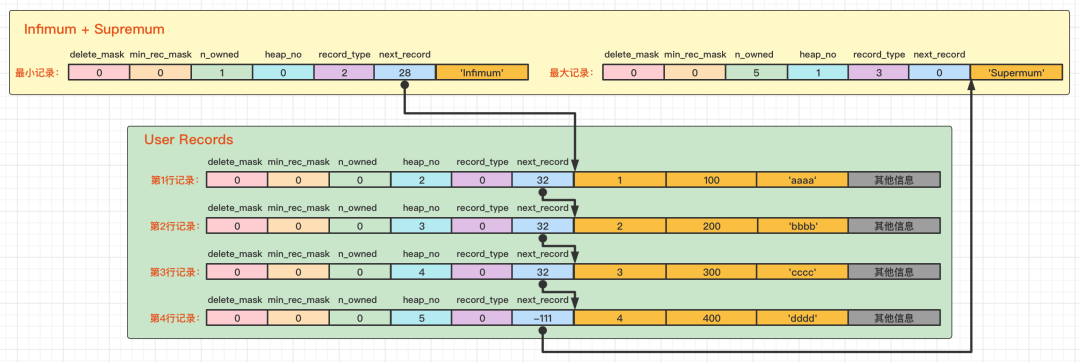 Infimum + Supremum
delete_mask min_rec_mask n_owned heap_no record_type next_record delete_mask min_rec_mask n_owned heap_no record_type next_record
最小记录: 0 0 1 0 2 28 'Infimum' 最大记录: 0 0 5 1 3 0 'Supermum'
User Records
delete_mask min_rec_mask n_owned heap_no record_type next_record
第1行记录: 0 0 0 2 0 32 1 100 'aaaa' 其他信息
delete_mask min_rec_mask n_owned heap_no record_type next_record
第2行记录: 0 0 0 3 0 32 2 200 'bbbb' 其他信息
delete_mask min_rec_mask n_owned heap_no record_type next_record
第3行记录: 0 0 0 4 0 32 3 300 'cccc' 其他信息
delete_mask min_rec_mask n_owned heap_no record_type next_record
第4行记录: 0 0 0 5 0 -111 4 400 'dddd' 其他信息